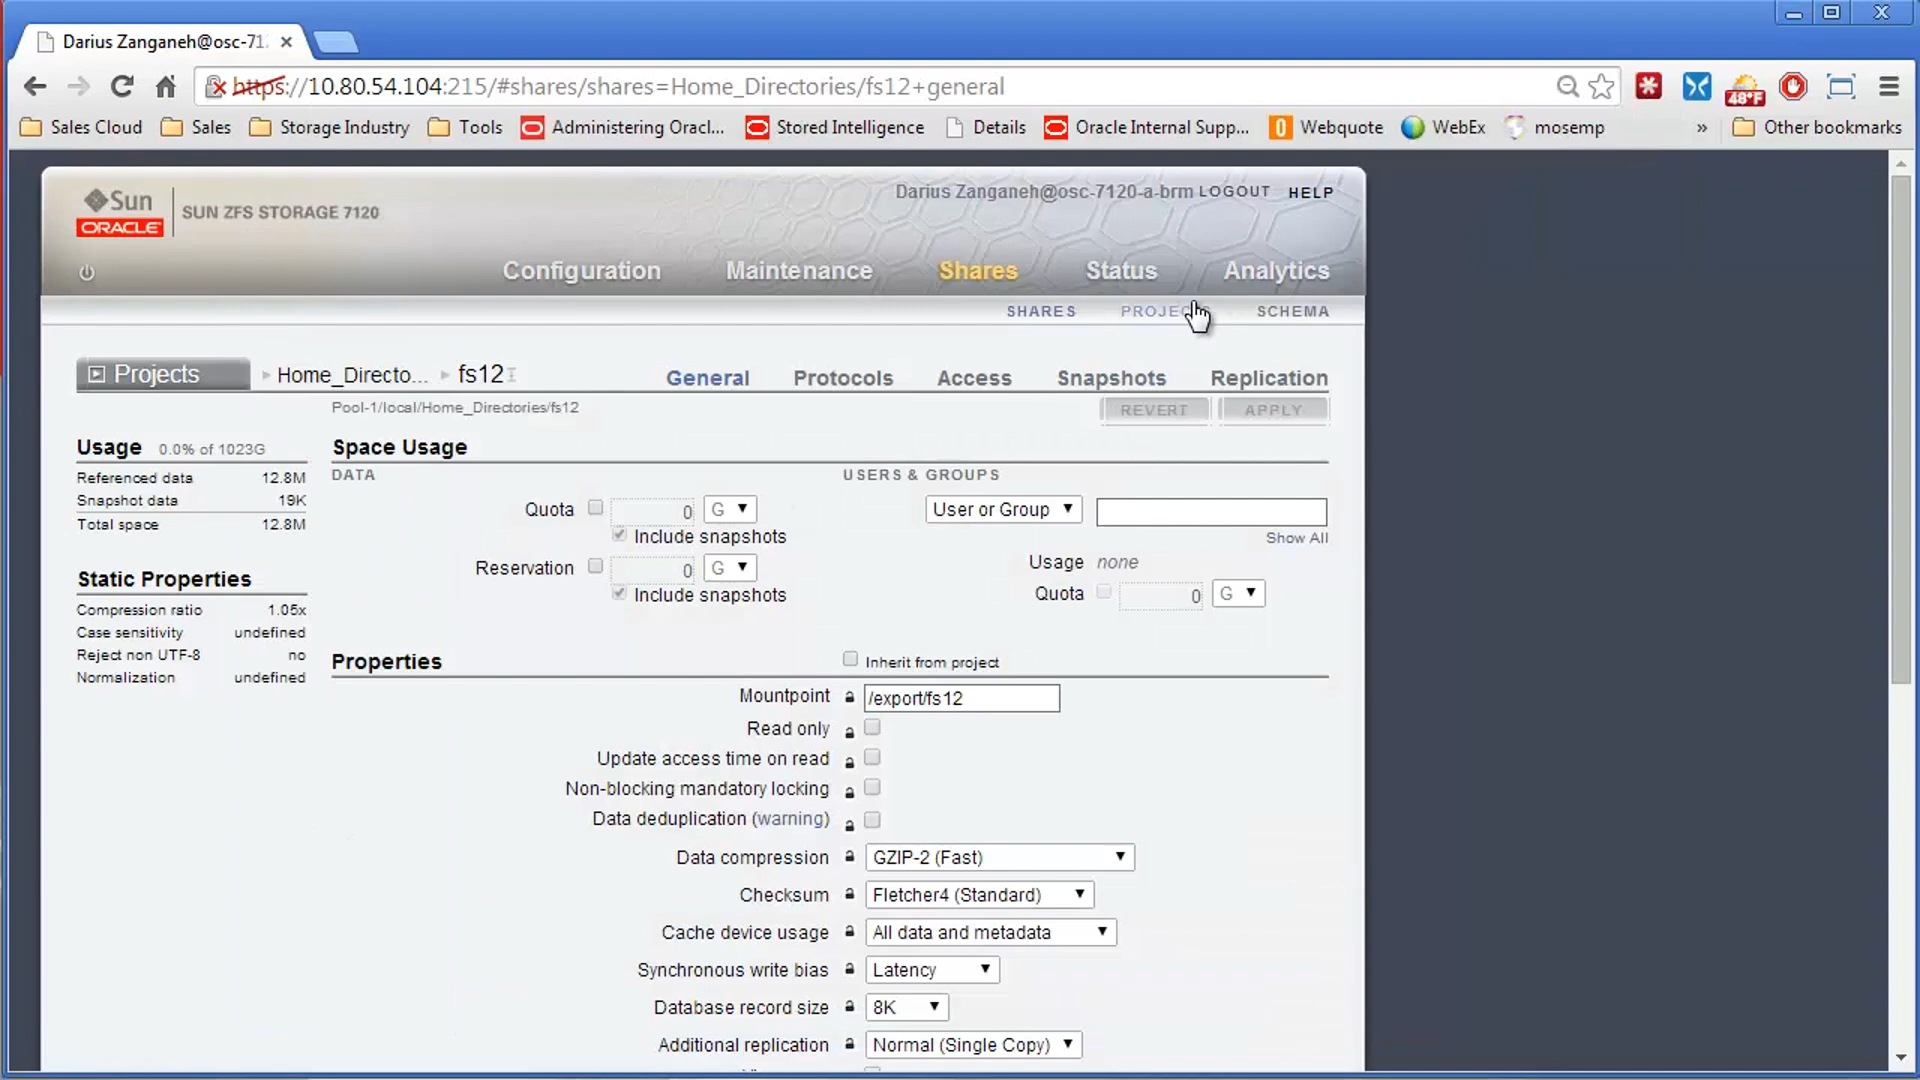 Darius Zanganeh@osc-71
https://10.80.54.104:215/#shares/shares=Home_Directories/fs12+general
48°F
Sales Cloud Sales Storage Industry Tools Administering Oracl... Stored Intelligence Details Oracle Internal Supp... Webquote WebEx mosemp » Other bookmarks
Sun
ORACLE
SUN ZFS STORAGE 7120
Darius Zanganeh@osc-7120-a-brm LOGOUT HELP
Configuration Maintenance Shares Status Analytics
SHARES PROJEC SCHEMA
Projects Home_Directo... fs12
General Protocols Access Snapshots Replication
Pool-1/local/Home_Directories/fs12
REVERT APPLY
Usage 0.0% of 1023G
Referenced data 12.8M
Snapshot data 19K
Total space 12.8M
Static Properties
Compression ratio 1.05x
Case sensitivity undefined
Reject non UTF-8 no
Normalization undefined
Space Usage
DATA
Quota 0 G
Include snapshots
Reservation 0 G
Include snapshots
USERS & GROUPS
User or Group
Show All
Usage none
Quota 0 G
Properties
Inherit from project
Mountpoint /export/fs12
Read only
Update access time on read
Non-blocking mandatory locking
Data deduplication (warning)
Data compression GZIP-2 (Fast)
Checksum Fletcher4 (Standard)
Cache device usage All data and metadata
Synchronous write bias Latency
Database record size 8K
Additional replication Normal (Single Copy)